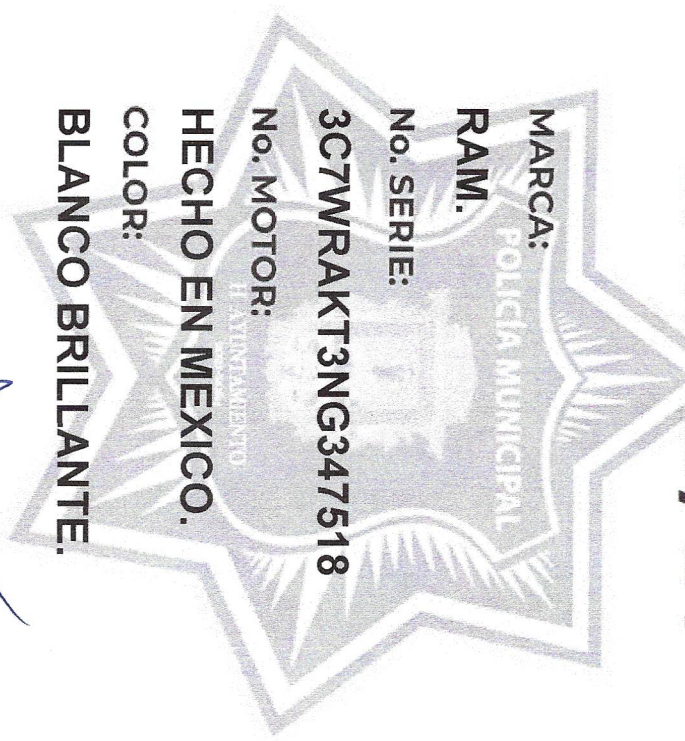 MARCA:
RAM.
No. SERIE:
3C7WRAKT3NG347518
No. MOTOR:
HECHO EN MEXICO.
COLOR:
BLANCO BRILLANTE.
POLICÍA MUNICIPAL
H. AYUNTAMIENTO